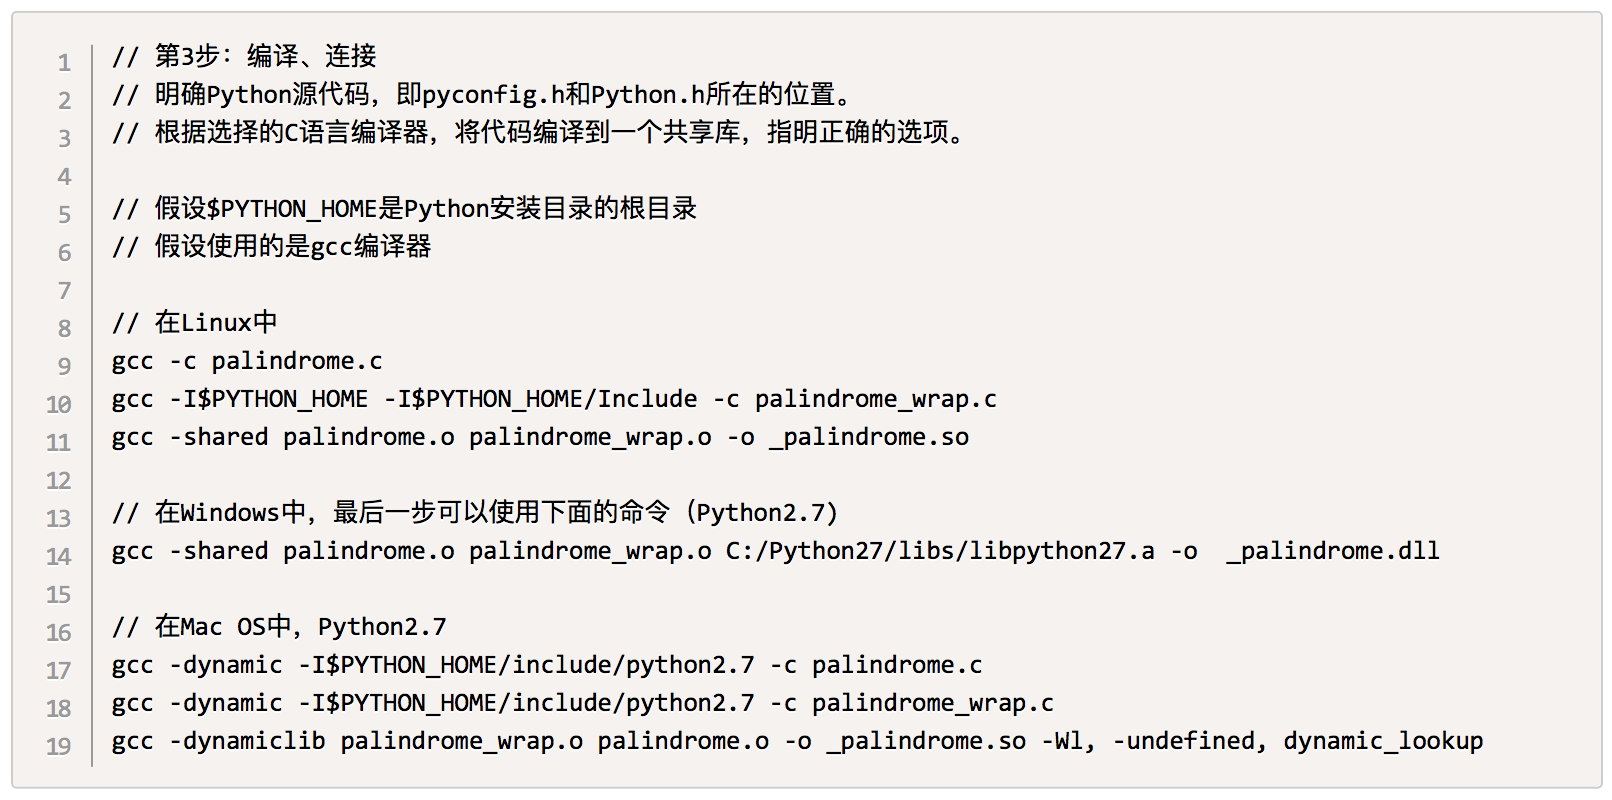 1 // 第3步：编译、连接
2 // 明确Python源代码，即pyconfig.h和Python.h所在的位置。
3 // 根据选择的C语言编译器，将代码编译到一个共享库，指明正确的选项。
4
5 // 假设$PYTHON_HOME是Python安装目录的根目录
6 // 假设使用的是gcc编译器
7
8 // 在Linux中
9 gcc -c palindrome.c
10 gcc -I$PYTHON_HOME -I$PYTHON_HOME/Include -c palindrome_wrap.c
11 gcc -shared palindrome.o palindrome_wrap.o -o _palindrome.so
12
13 // 在Windows中，最后一步可以使用下面的命令（Python2.7）
14 gcc -shared palindrome.o palindrome_wrap.o C:/Python27/libs/libpython27.a -o  _palindrome.dll
15
16 // 在Mac OS中，Python2.7
17 gcc -dynamic -I$PYTHON_HOME/include/python2.7 -c palindrome.c
18 gcc -dynamic -I$PYTHON_HOME/include/python2.7 -c palindrome_wrap.c
19 gcc -dynamiclib palindrome_wrap.o palindrome.o -o _palindrome.so -Wl, -undefined, dynamic_lookup